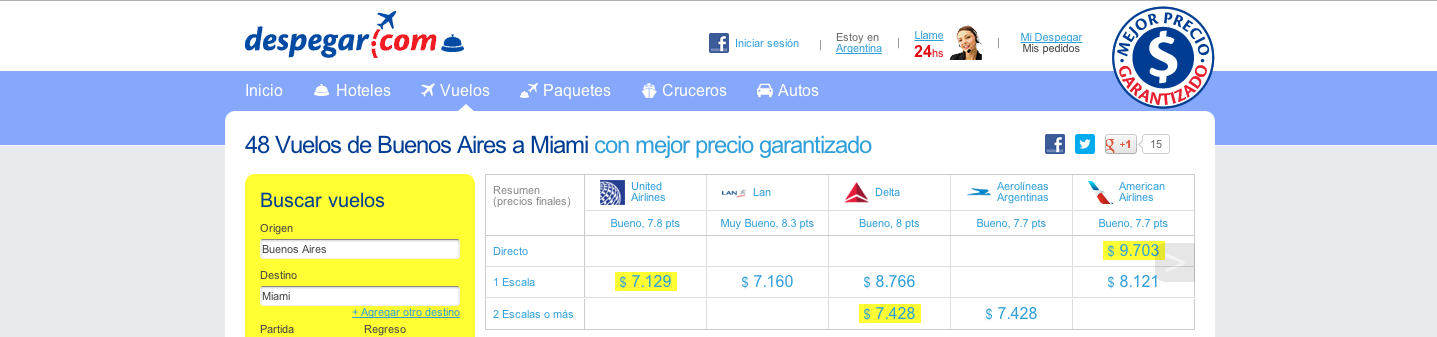 despegar.com
Iniciar sesión
Estoy en
Argentina
Llame
24hs
Mi Despegar
Mis pedidos
MEJOR PRECIO
$
GARANTIZADO
Inicio
Hoteles
Vuelos
Paquetes
Cruceros
Autos
48 Vuelos de Buenos Aires a Miami con mejor precio garantizado
+1
15
Buscar vuelos
Origen
Buenos Aires
Destino
Miami
+ Agregar otro destino
Partida Regreso
Resumen
(precios finales)
United
Airlines
LAN
Lan
Delta
Aerolíneas
Argentinas
American
Airlines
Bueno, 7.8 pts
Muy Bueno, 8.3 pts
Bueno, 8 pts
Bueno, 7.7 pts
Bueno, 7.7 pts
Directo $ 9.703
1 Escala $ 7.129 $ 7.160 $ 8.766 $ 8.121
2 Escalas o más $ 7.428 $ 7.428
>